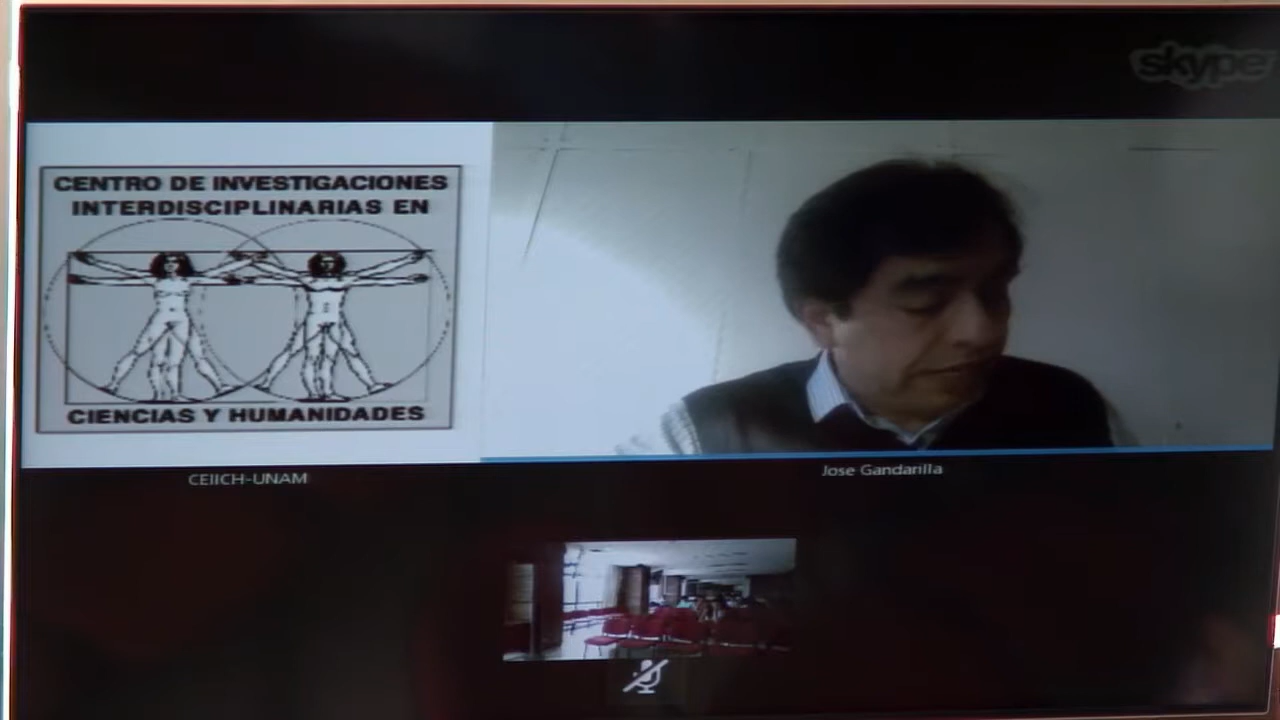 skype
CENTRO DE INVESTIGACIONES
INTERDISCIPLINARIAS EN
CIENCIAS Y HUMANIDADES
CEIICH-UNAM
Jose Gandarilla